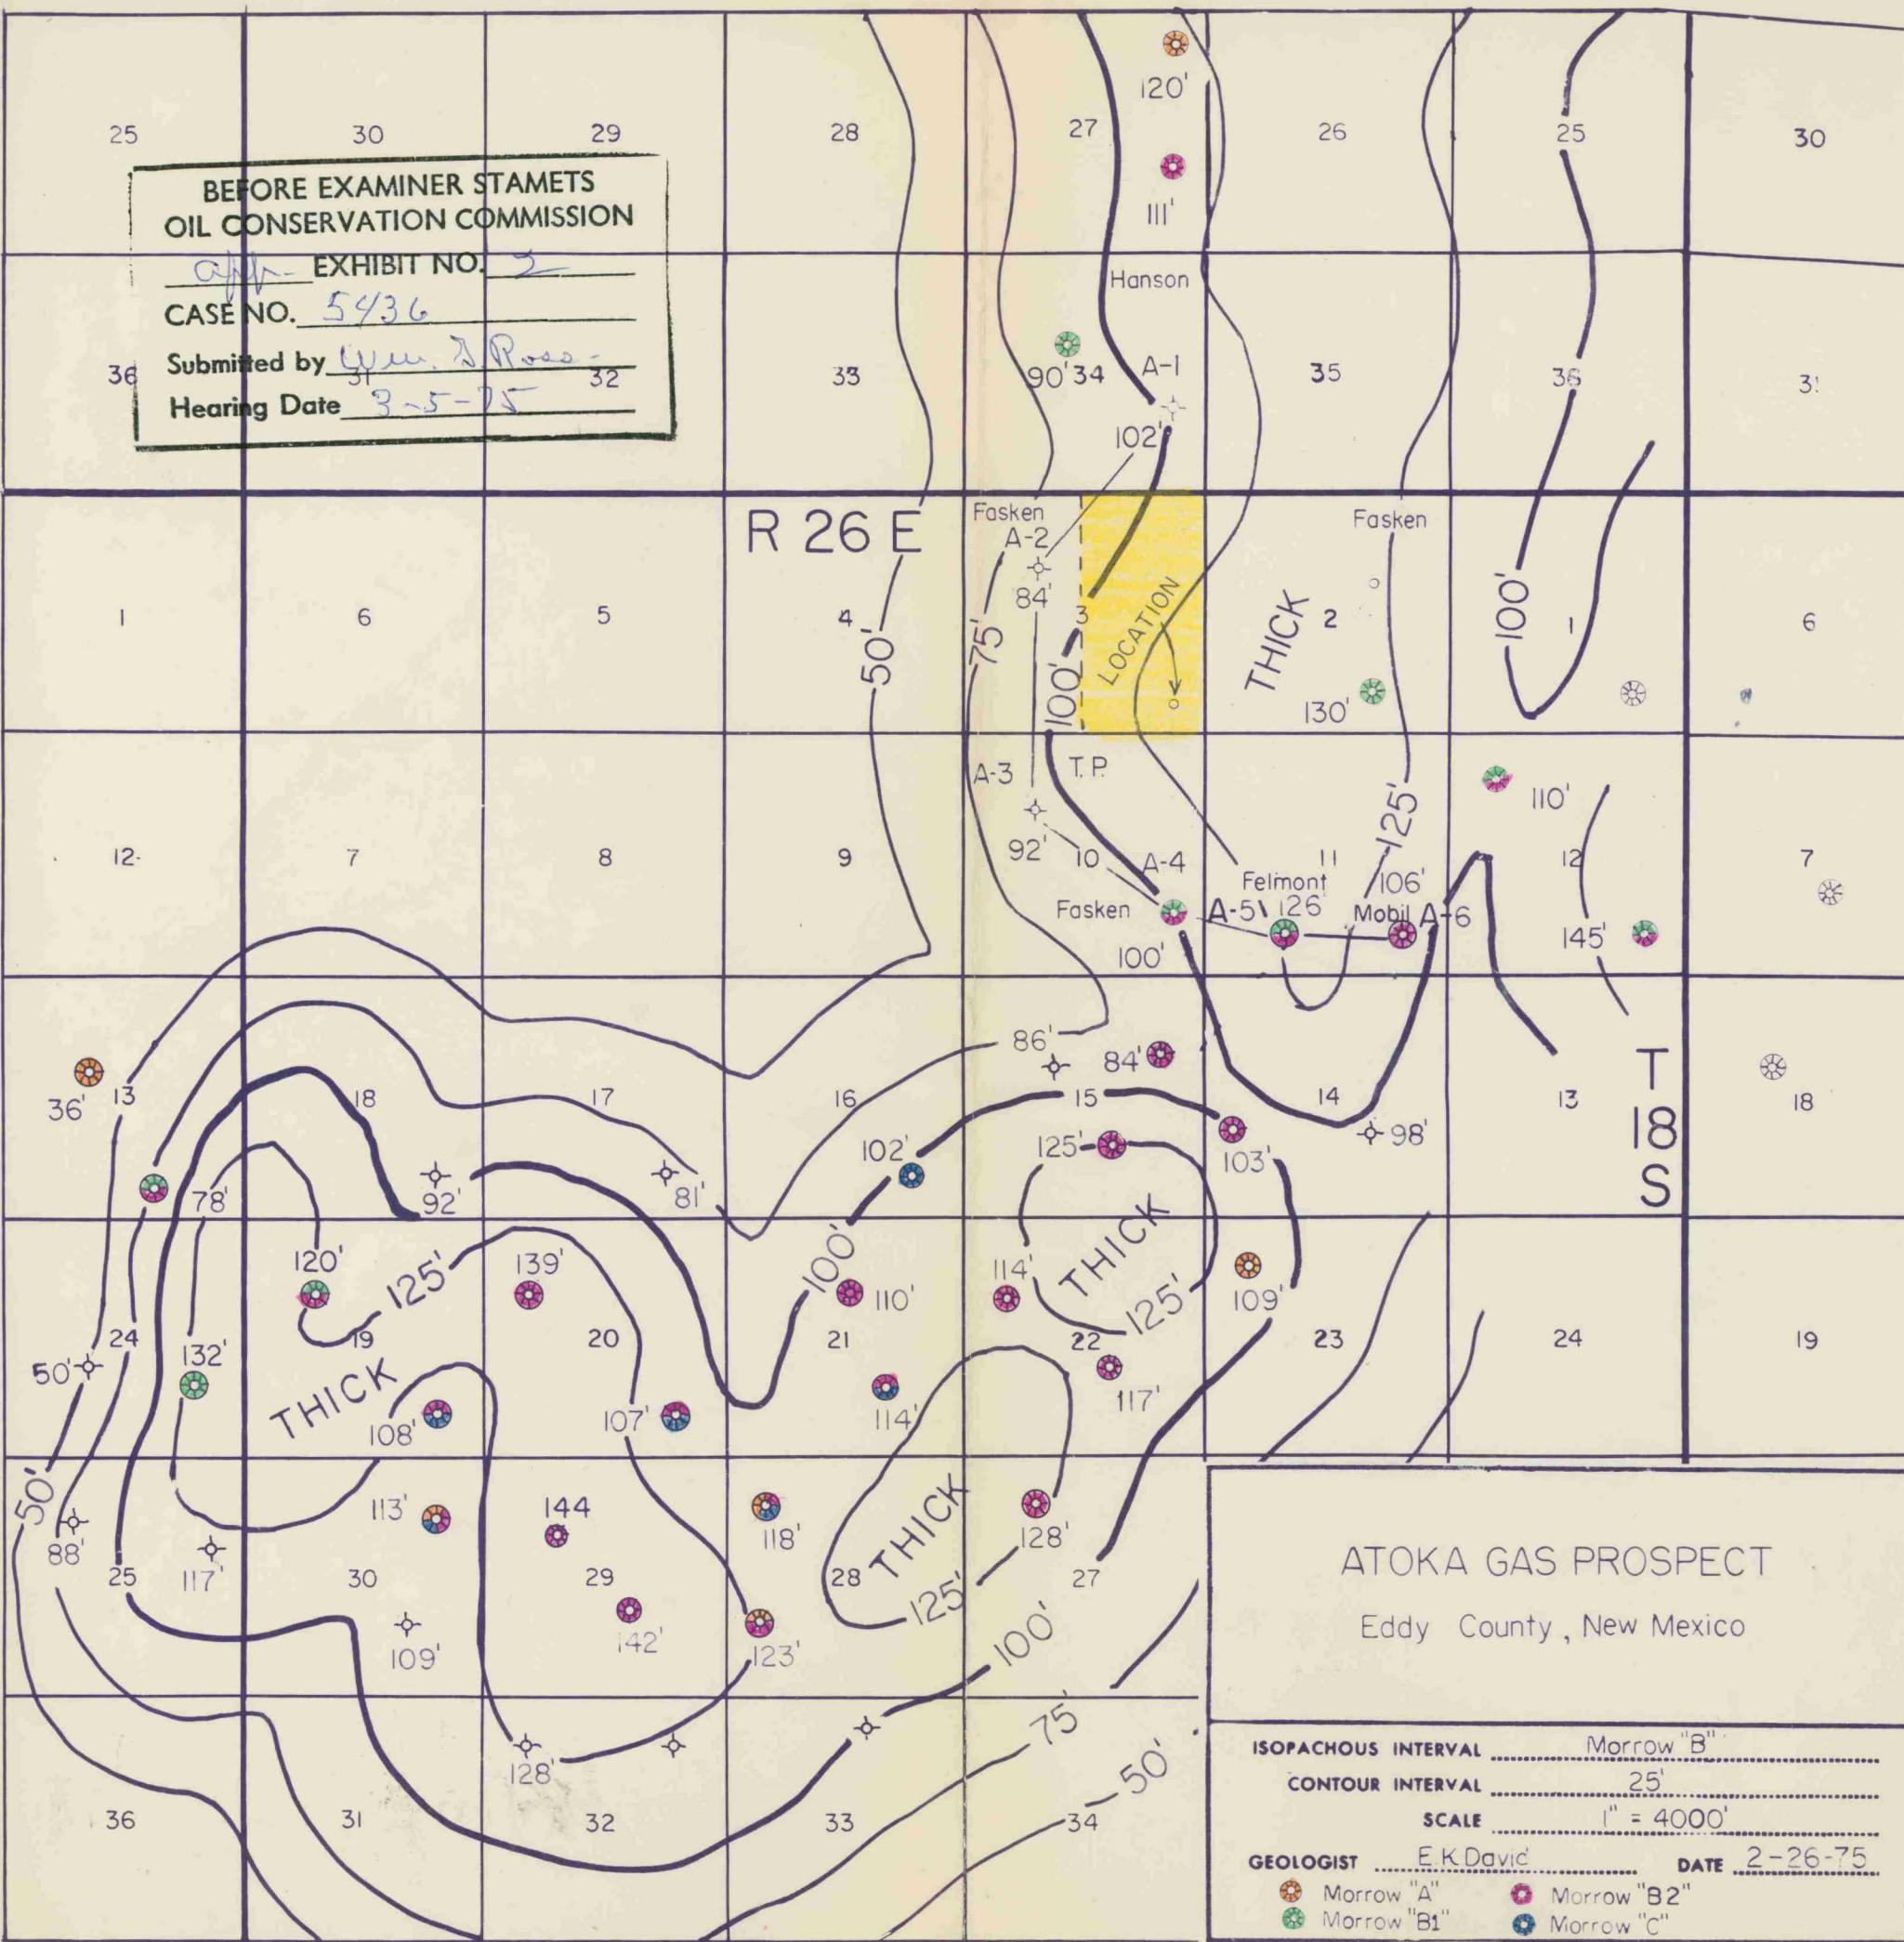 25 30 29 28 27 26 25 30
120'
111'
BEFORE EXAMINER STAMETS
OIL CONSERVATION COMMISSION
app. EXHIBIT NO. 2
CASE NO. 5436
Submitted by Wm. Ross
Hearing Date 3-5-75
Hanson
36 31 32 33 90' 34 A-1 35 36 31
102'
R 26 E
Fasken
A-2
84'
Fasken
1 6 5 4 3 2 1 6
50' 75' 100' LOCATION THICK 100'
130'
A-3 T.P.
110'
125'
12 7 8 9 92' 10 A-4 11 12 7
Felmont 106'
Fasken A-5 126' Mobil A-6
100' 145'
86' 84'
36' 13 18 17 16 15 14 13 18
T
18
S
102' 125' 103' 98'
78' 92' 81'
THICK
120' 125' 139' 100' 110' 114' 125' 109'
24 19 20 21 22 23 24 19
50' 132'
THICK
108' 107' 114' 117'
50' 88' 113' 144 118' THICK 128'
25 117' 30 29 28 125' 27
109' 142' 123' 100'
75'
128' 50'
36 31 32 33 34
ATOKA GAS PROSPECT
Eddy County, New Mexico
ISOPACHOUS INTERVAL Morrow "B"
CONTOUR INTERVAL 25'
SCALE 1" = 4000'
GEOLOGIST E.K David DATE 2-26-75
Morrow "A" Morrow "B2"
Morrow "B1" Morrow "C"